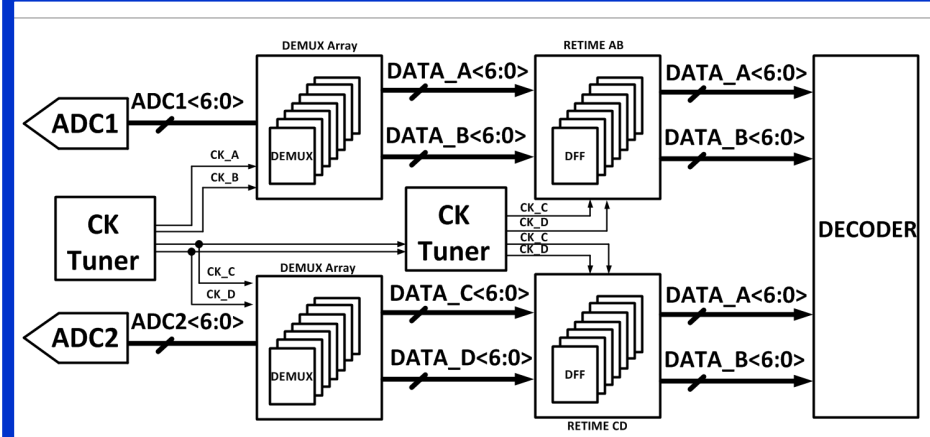 DEMUX Array
RETIME AB
DATA_A<6:0>
DATA_A<6:0>
ADC1<6:0>
ADC1
DATA_B<6:0>
DATA_B<6:0>
DEMUX
DFF
CK_A
CK_B
CK
Tuner
CK
Tuner
CK_C
CK_D
CK_C
CK_D
DECODER
CK_C
CK_D
DEMUX Array
DATA_C<6:0>
DATA_A<6:0>
ADC2<6:0>
ADC2
DATA_D<6:0>
DATA_B<6:0>
DEMUX
DFF
RETIME CD